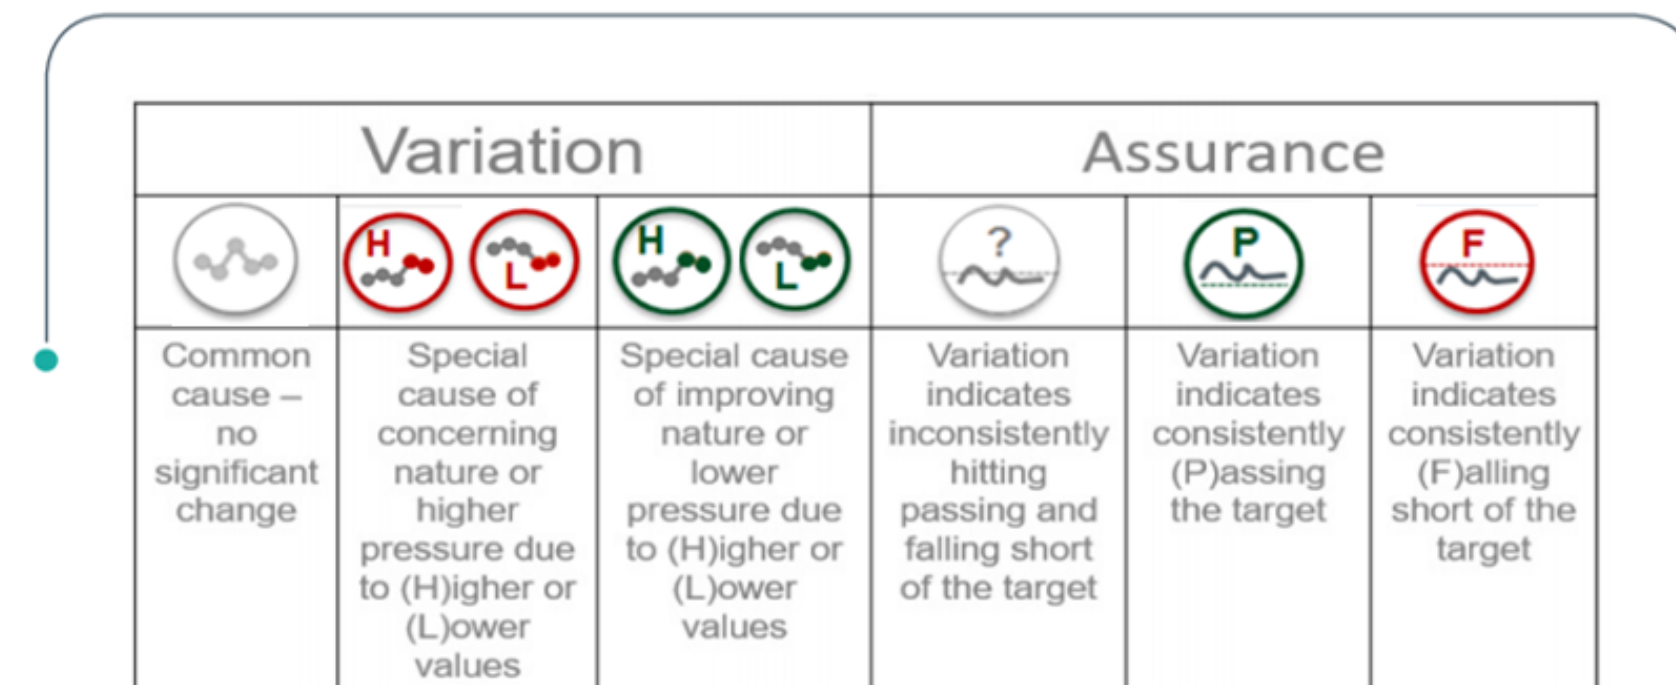 Variation
Assurance
H
L
H
L
?
P
F
Common
cause –
no
significant
change
Special
cause of
concerning
nature or
higher
pressure due
to (H)igher or
(L)ower
values
Special cause
of improving
nature or
lower
pressure due
to (H)igher or
(L)ower
values
Variation
indicates
inconsistently
hitting
passing and
falling short
of the target
Variation
indicates
consistently
(P)assing
the target
Variation
indicates
consistently
(F)alling
short of the
target